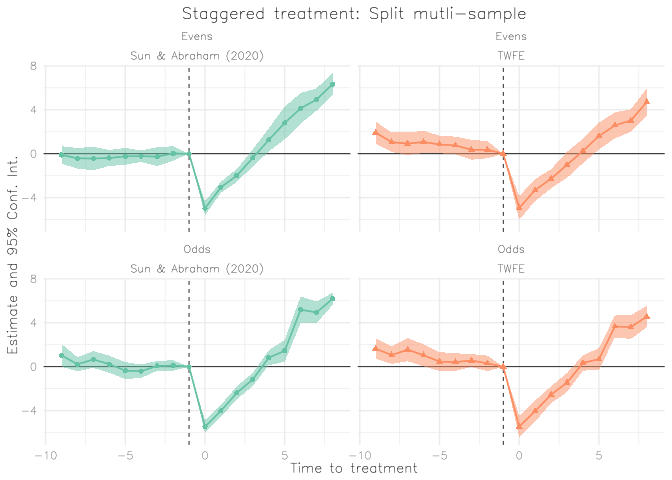 Staggered treatment: Split mutli-sample
Evens
Sun & Abraham (2020)
Evens
TWFE
8
4
0
-4
Odds
Sun & Abraham (2020)
Odds
TWFE
8
4
0
-4
-10
-5
0
5
-10
-5
0
5
Time to treatment
Estimate and 95% Conf. Int.